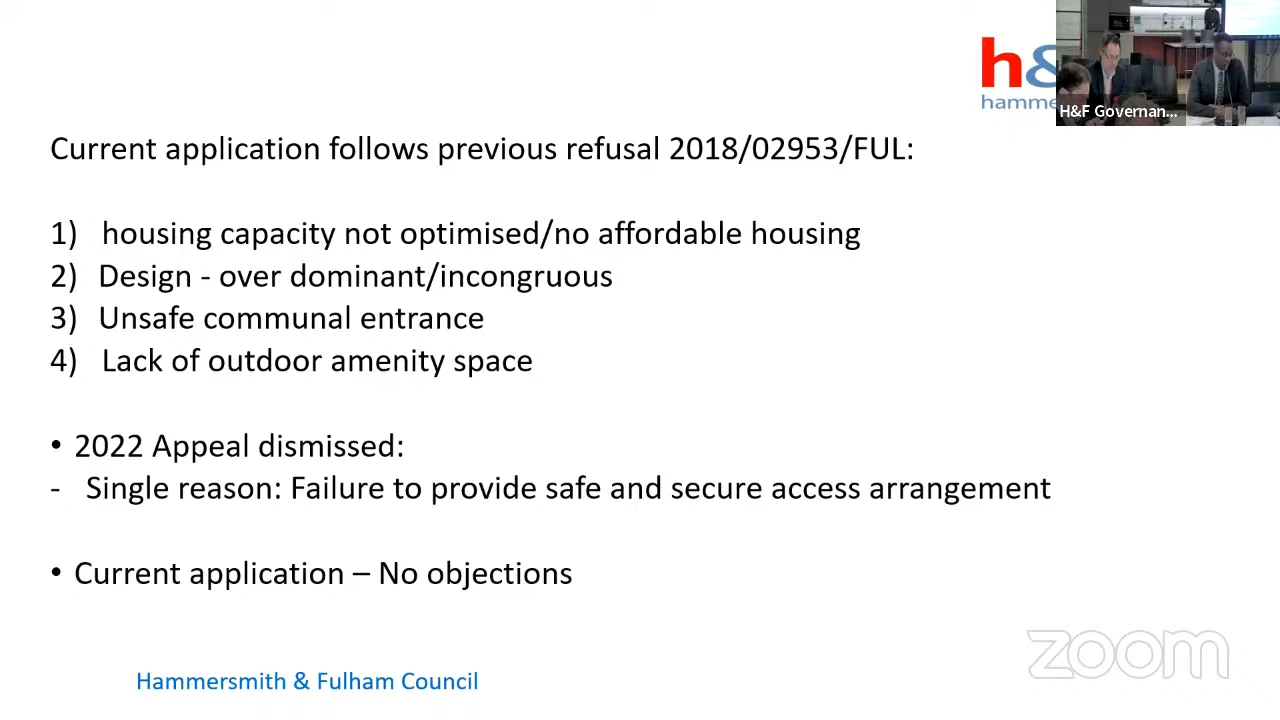 h&
hamme
H&F Governan...
Current application follows previous refusal 2018/02953/FUL:
1) housing capacity not optimised/no affordable housing
2) Design - over dominant/incongruous
3) Unsafe communal entrance
4) Lack of outdoor amenity space
• 2022 Appeal dismissed:
- Single reason: Failure to provide safe and secure access arrangement
• Current application – No objections
zoom
Hammersmith & Fulham Council